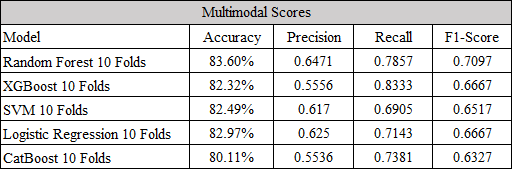 Multimodal Scores
Model Accuracy Precision Recall F1-Score
Random Forest 10 Folds 83.60% 0.6471 0.7857 0.7097
XGBoost 10 Folds 82.32% 0.5556 0.8333 0.6667
SVM 10 Folds 82.49% 0.617 0.6905 0.6517
Logistic Regression 10 Folds 82.97% 0.625 0.7143 0.6667
CatBoost 10 Folds 80.11% 0.5536 0.7381 0.6327